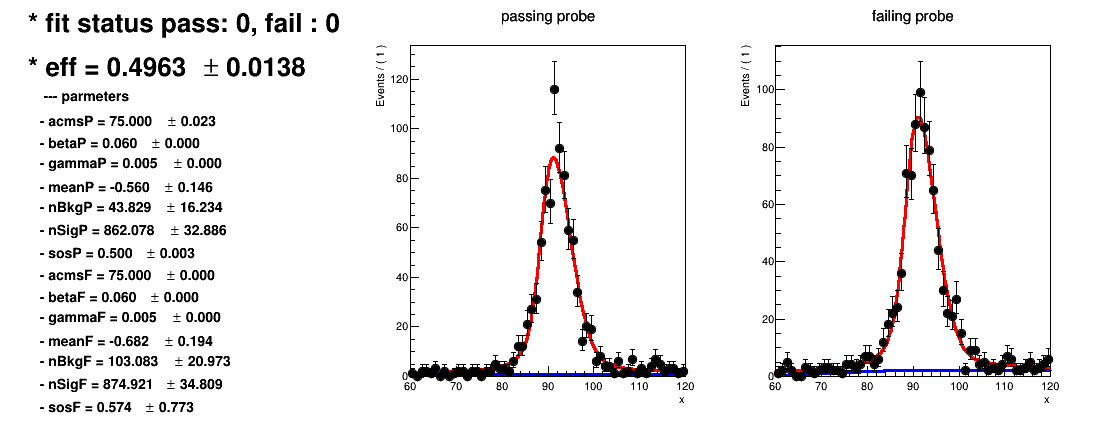 * fit status pass: 0, fail : 0
* eff = 0.4963 ± 0.0138
--- parmeters
- acmsP = 75.000 ± 0.023
- betaP = 0.060 ± 0.000
- gammaP = 0.005 ± 0.000
- meanP = -0.560 ± 0.146
- nBkgP = 43.829 ± 16.234
- nSigP = 862.078 ± 32.886
- sosP = 0.500 ± 0.003
- acmsF = 75.000 ± 0.000
- betaF = 0.060 ± 0.000
- gammaF = 0.005 ± 0.000
- meanF = -0.682 ± 0.194
- nBkgF = 103.083 ± 20.973
- nSigF = 874.921 ± 34.809
- sosF = 0.574 ± 0.773
passing probe
Events / ( 1 )
120
100
80
60
40
20
0
60 70 80 90 100 110 120
x
failing probe
Events / ( 1 )
100
80
60
40
20
0
60 70 80 90 100 110 120
x